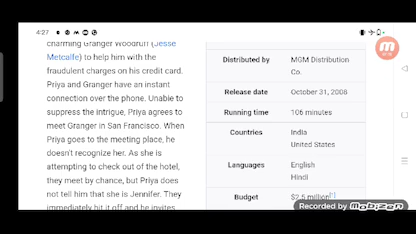 4:27
charming Granger Woodruff (Jesse
Metcalfe) to help him with the
fraudulent charges on his credit card.
Priya and Granger have an instant
connection over the phone. Unable to
suppress the intrigue, Priya agrees to
meet Granger in San Francisco. When
Priya goes to the meeting place, he
doesn't recognize her. As she is
attempting to check out of the hotel,
they meet by chance, but Priya does
not tell him that she is Jennifer. They
immediately hit it off and he invites
Distributed by MGM Distribution
Co.
Release date October 31, 2008
Running time 106 minutes
Countries India
United States
Languages English
Hindi
Budget $2.5 million
Recorded by Mobizen